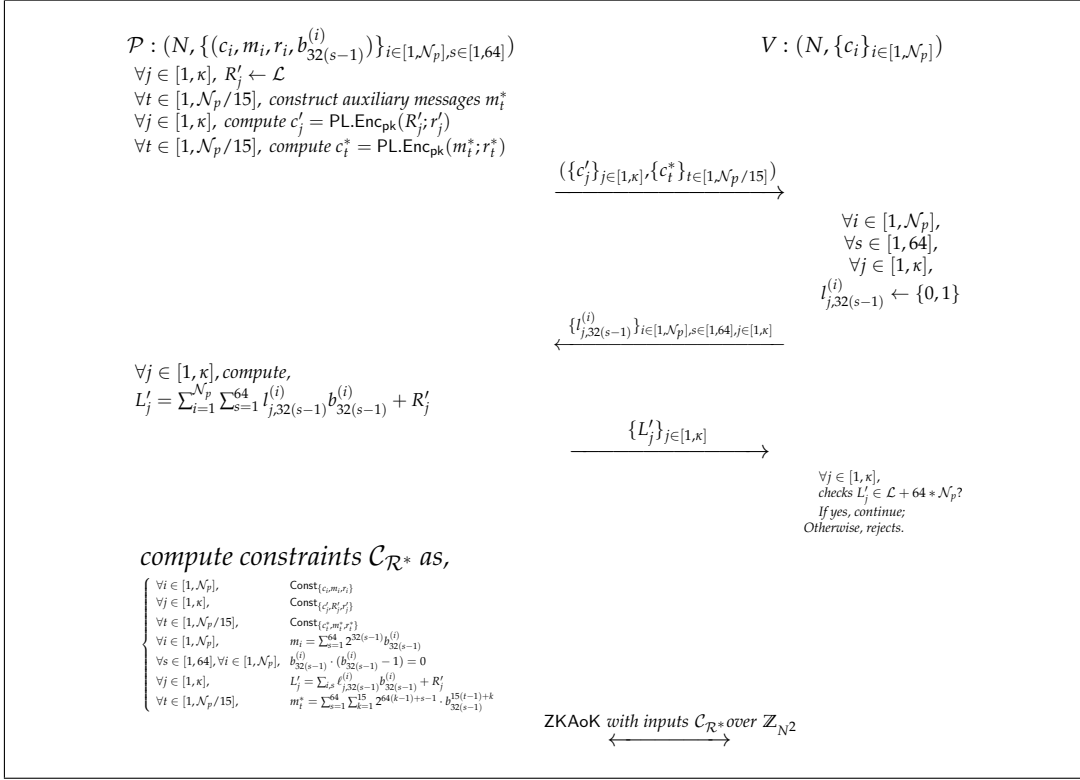 𝒫 : (N, {(c_i, m_i, r_i, b^{(i)}_{32(s−1)})}_{i∈[1,𝒩_p],s∈[1,64]})
V : (N, {c_i}_{i∈[1,𝒩_p]})
∀j ∈ [1, κ], R′_j ← ℒ
∀t ∈ [1, 𝒩_p/15], construct auxiliary messages m^*_t
∀j ∈ [1, κ], compute c′_j = PL.Enc_{pk}(R′_j; r′_j)
∀t ∈ [1, 𝒩_p/15], compute c^*_t = PL.Enc_{pk}(m^*_t; r^*_t)
({c′_j}_{j∈[1,κ]}, {c^*_t}_{t∈[1,𝒩_p/15]})
∀i ∈ [1, 𝒩_p],
∀s ∈ [1, 64],
∀j ∈ [1, κ],
l^{(i)}_{j,32(s−1)} ← {0, 1}
{l^{(i)}_{j,32(s−1)}}_{i∈[1,𝒩_p],s∈[1,64],j∈[1,κ]}
∀j ∈ [1, κ], compute,
L′_j = ∑_{i=1}^{𝒩_p} ∑_{s=1}^{64} l^{(i)}_{j,32(s−1)} b^{(i)}_{32(s−1)} + R′_j
{L′_j}_{j∈[1,κ]}
∀j ∈ [1, κ],
checks L′_j ∈ ℒ + 64 ∗ 𝒩_p?
If yes, continue;
Otherwise, rejects.
compute constraints 𝒞_{ℛ^*} as,
∀i ∈ [1, 𝒩_p], Const_{{c_i,m_i,r_i}}
∀j ∈ [1, κ], Const_{{c′_j,R′_j,r′_j}}
∀t ∈ [1, 𝒩_p/15], Const_{{c^*_t,m^*_t,r^*_t}}
∀i ∈ [1, 𝒩_p], m_i = ∑_{s=1}^{64} 2^{32(s−1)} b^{(i)}_{32(s−1)}
∀s ∈ [1, 64], ∀i ∈ [1, 𝒩_p], b^{(i)}_{32(s−1)} · (b^{(i)}_{32(s−1)} − 1) = 0
∀j ∈ [1, κ], L′_j = ∑_{i,s} ℓ^{(i)}_{j,32(s−1)} b^{(i)}_{32(s−1)} + R′_j
∀t ∈ [1, 𝒩_p/15], m^*_t = ∑_{s=1}^{64} ∑_{k=1}^{15} 2^{64(k−1)+s−1} · b^{15(t−1)+k}_{32(s−1)}
ZKAoK with inputs 𝒞_{ℛ^*} over ℤ_{N^2}